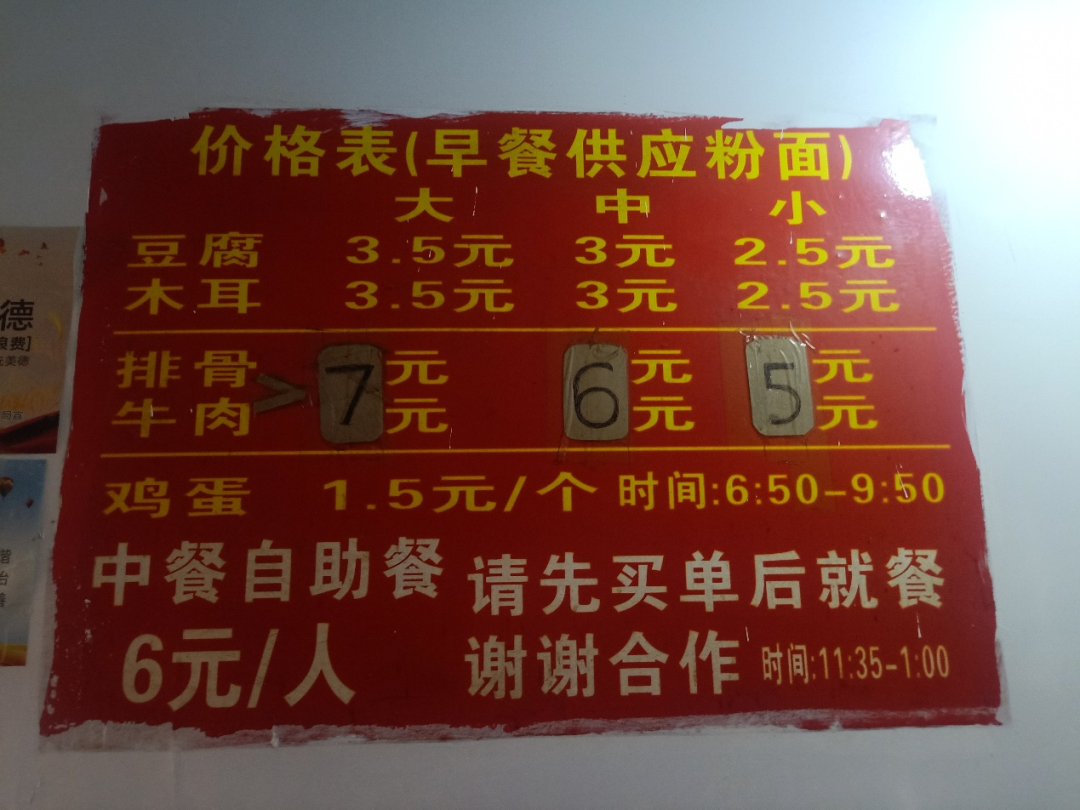 价格表(早餐供应粉面)
大 中 小
豆腐 3.5元 3元 2.5元
木耳 3.5元 3元 2.5元
排骨 元 元 元
> 7 6 5
牛肉 元 元 元
鸡蛋 1.5元/个 时间:6:50-9:50
中餐自助餐 请先买单后就餐
6元/人 谢谢合作 时间:11:35-1:00
德
美德